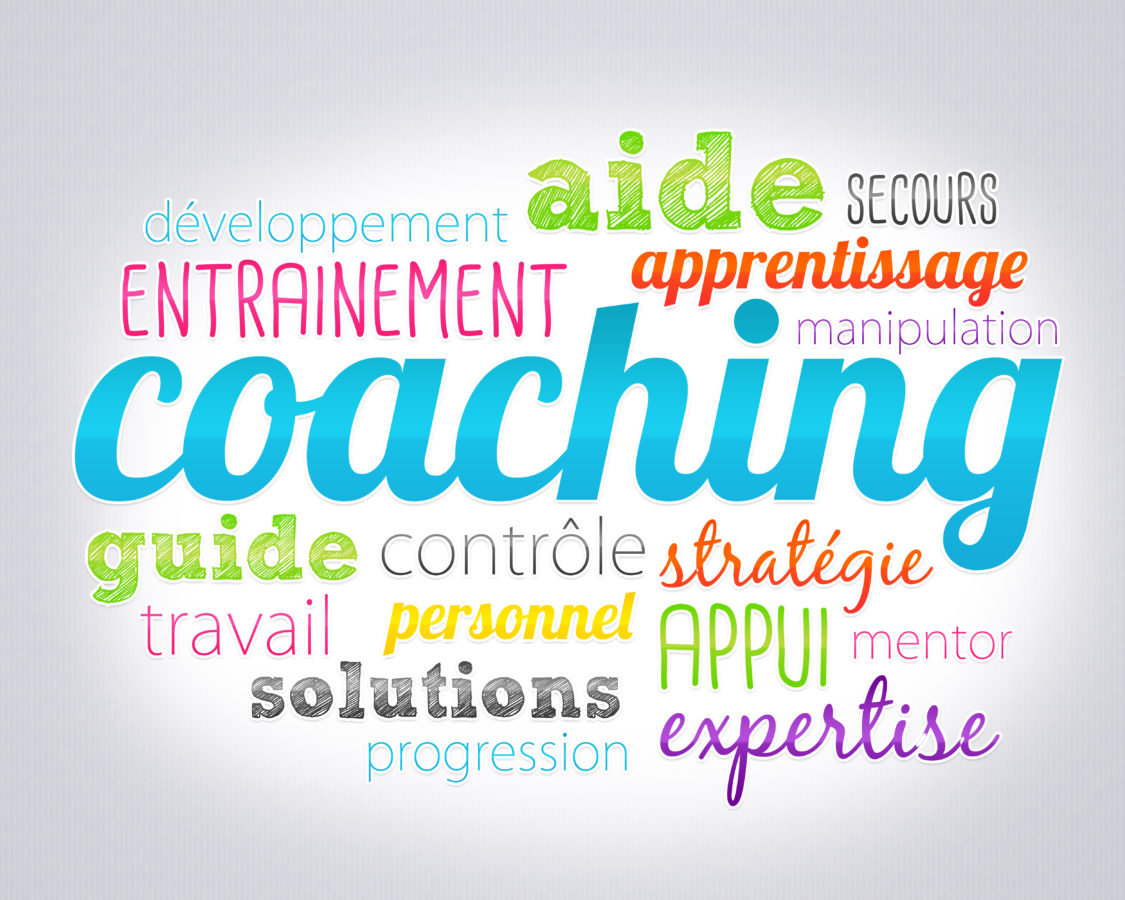 aide
SECOURS
développement
apprentissage
ENTRAINEMENT
manipulation
coaching
guide
contrôle
stratégie
travail
personnel
APPUI
mentor
solutions
expertise
progression